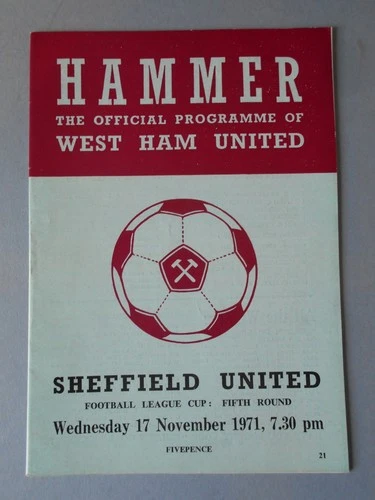 HAMMER
THE OFFICIAL PROGRAMME OF
WEST HAM UNITED
SHEFFIELD UNITED
FOOTBALL LEAGUE CUP: FIFTH ROUND
Wednesday 17 November 1971, 7.30 pm
FIVEPENCE
21